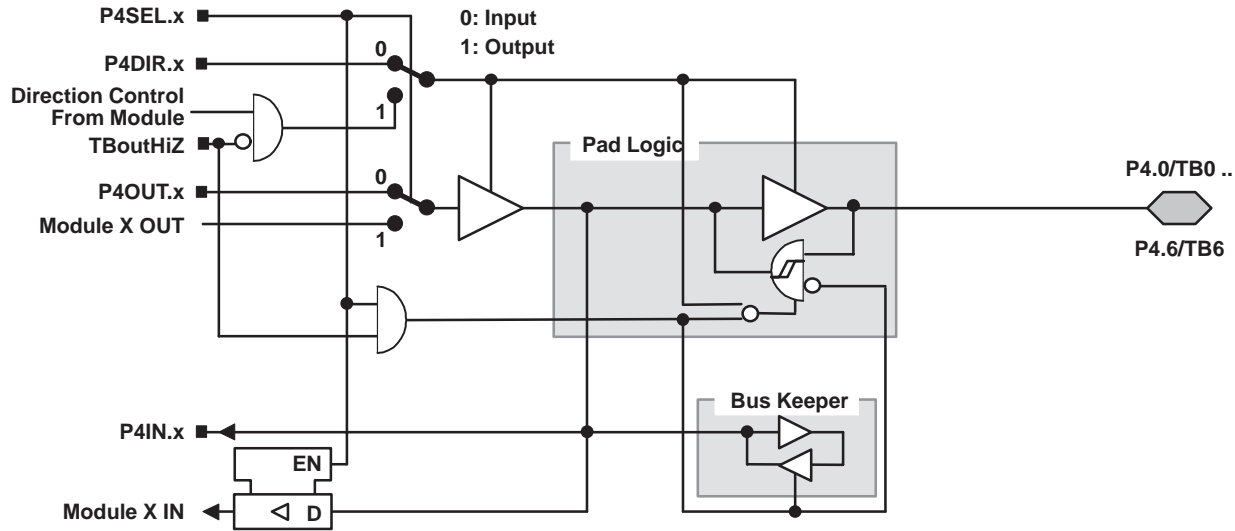 P4SEL.x
0: Input
1: Output
P4DIR.x
0
Direction Control
From Module
1
TBoutHiZ
Pad Logic
P4OUT.x
0
P4.0/TB0 ..
Module X OUT
1
P4.6/TB6
Bus Keeper
P4IN.x
EN
Module X IN
D